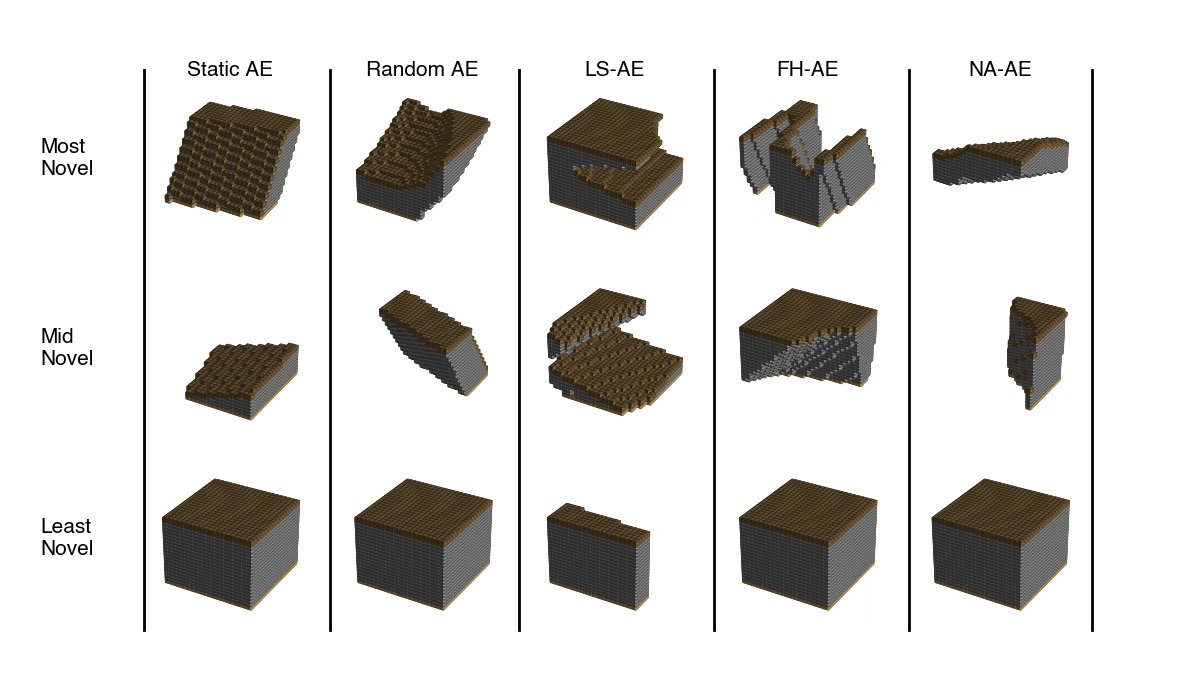 Static AE
Random AE
LS-AE
FH-AE
NA-AE
Most
Novel
Mid
Novel
Least
Novel